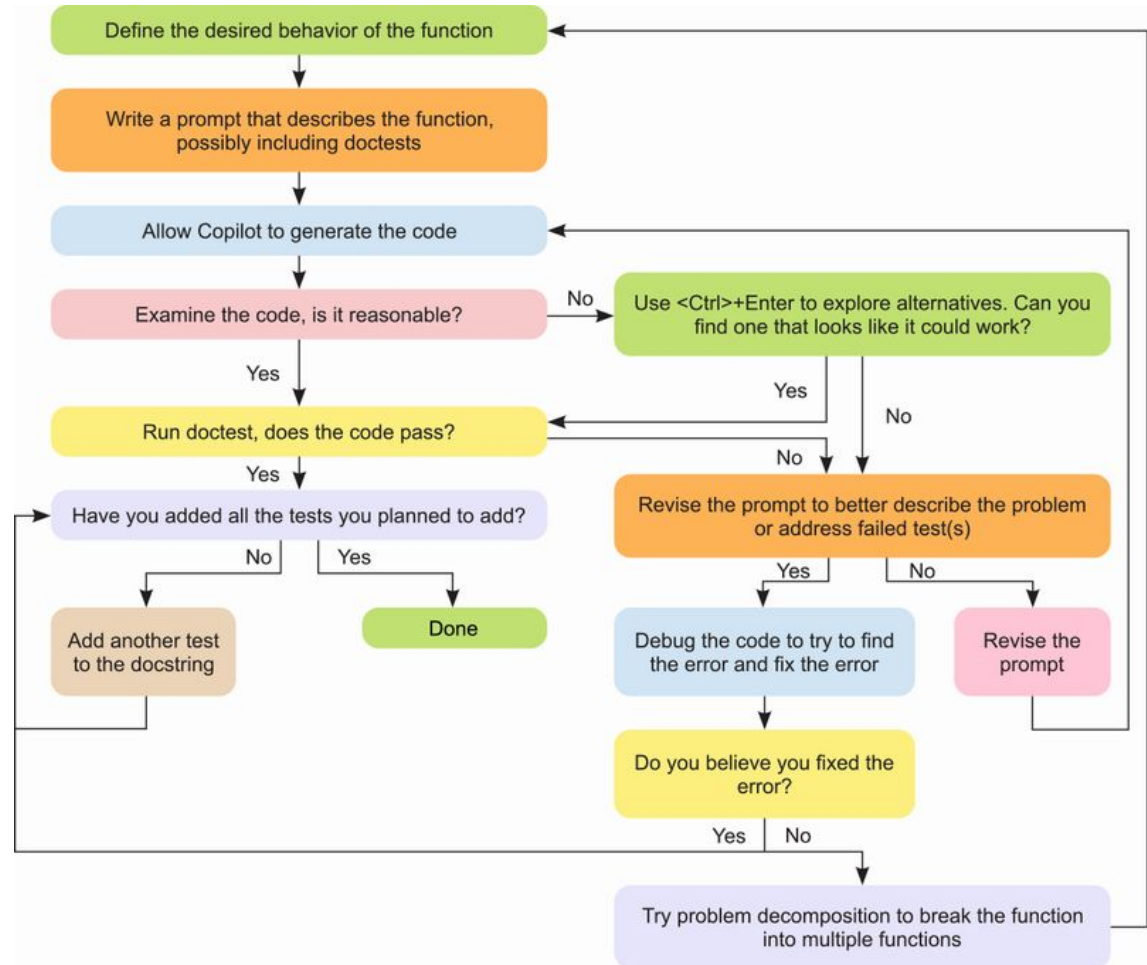 Define the desired behavior of the function
Write a prompt that describes the function,
possibly including doctests
Allow Copilot to generate the code
Examine the code, is it reasonable?
No
Use <Ctrl>+Enter to explore alternatives. Can you
find one that looks like it could work?
Yes
Yes
No
Run doctest, does the code pass?
No
Yes
Have you added all the tests you planned to add?
Revise the prompt to better describe the problem
or address failed test(s)
No
Yes
Yes
No
Add another test
to the docstring
Done
Debug the code to try to find
the error and fix the error
Revise the
prompt
Do you believe you fixed the
error?
Yes
No
Try problem decomposition to break the function
into multiple functions